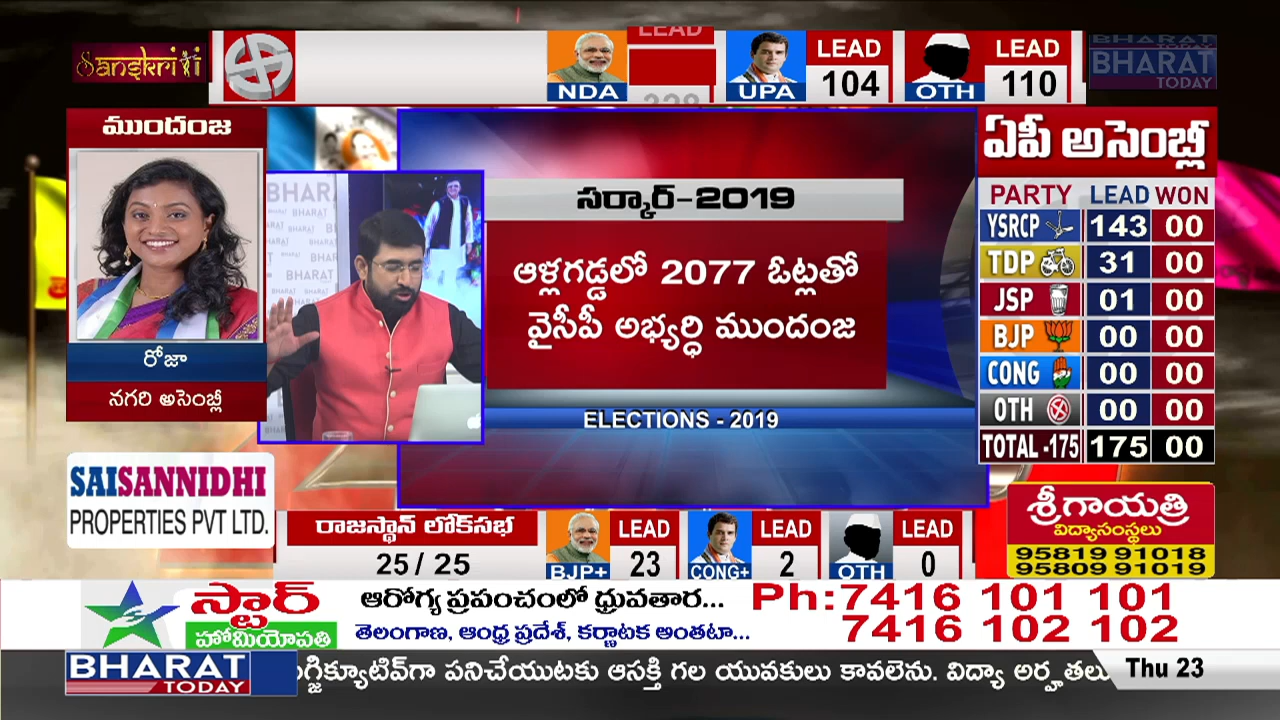 Sanskriti
LEAD
NDA
328
UPA
LEAD
104
OTH
LEAD
110
BHARAT
TODAY
ముందంజ
రోజా
నగరి అసెంబ్లీ
BHARAT
సర్కార్-2019
ఆళ్లగడ్డలో 2077 ఓట్లతో
వైసీపీ అభ్యర్ధి ముందంజ
ELECTIONS - 2019
ఏపీ అసెంబ్లీ
PARTY LEAD WON
YSRCP 143 00
TDP 31 00
JSP 01 00
BJP 00 00
CONG 00 00
OTH 00 00
TOTAL -175 175 00
SAISANNIDHI
PROPERTIES PVT LTD.
రాజస్థాన్ లోక్‌సభ
25 / 25
BJP+
LEAD
23
CONG+
LEAD
2
OTH
LEAD
0
శ్రీగాయత్రి
విద్యాసంస్థలు
95819 91018
95809 91019
స్టార్
హోమియోపతి
ఆరోగ్య ప్రపంచంలో ధ్రువతార...
తెలంగాణ, ఆంధ్ర ప్రదేశ్, కర్ణాటక అంతటా...
Ph:7416 101 101
7416 102 102
BHARAT
TODAY
గ్జిక్యూటివ్‌గా పనిచేయుటకు ఆసక్తి గల యువకులు కావలెను. విద్యా అర్హతలు
Thu 23